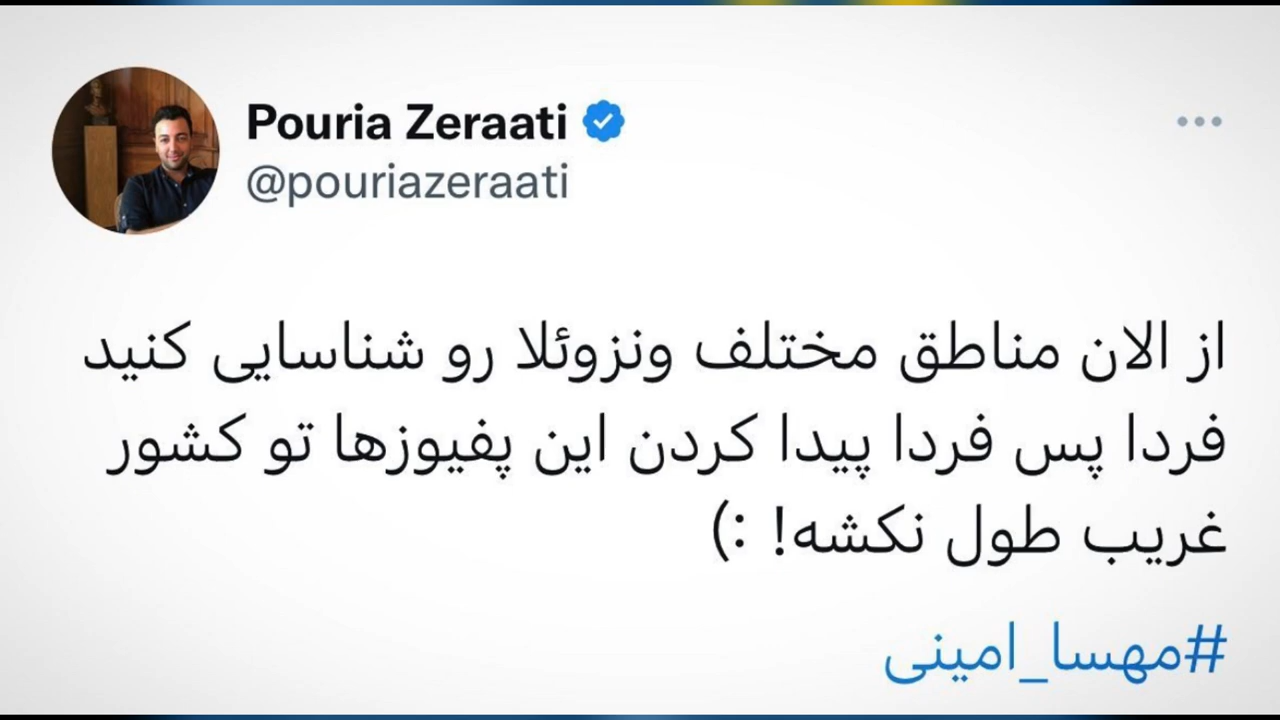 Pouria Zeraati
@pouriazeraati
از الان مناطق مختلف ونزوئلا رو شناسایی کنید
فردا پس فردا پیدا کردن این پفیوزها تو کشور
غریب طول نکشه! :)
#مهسا_امینی